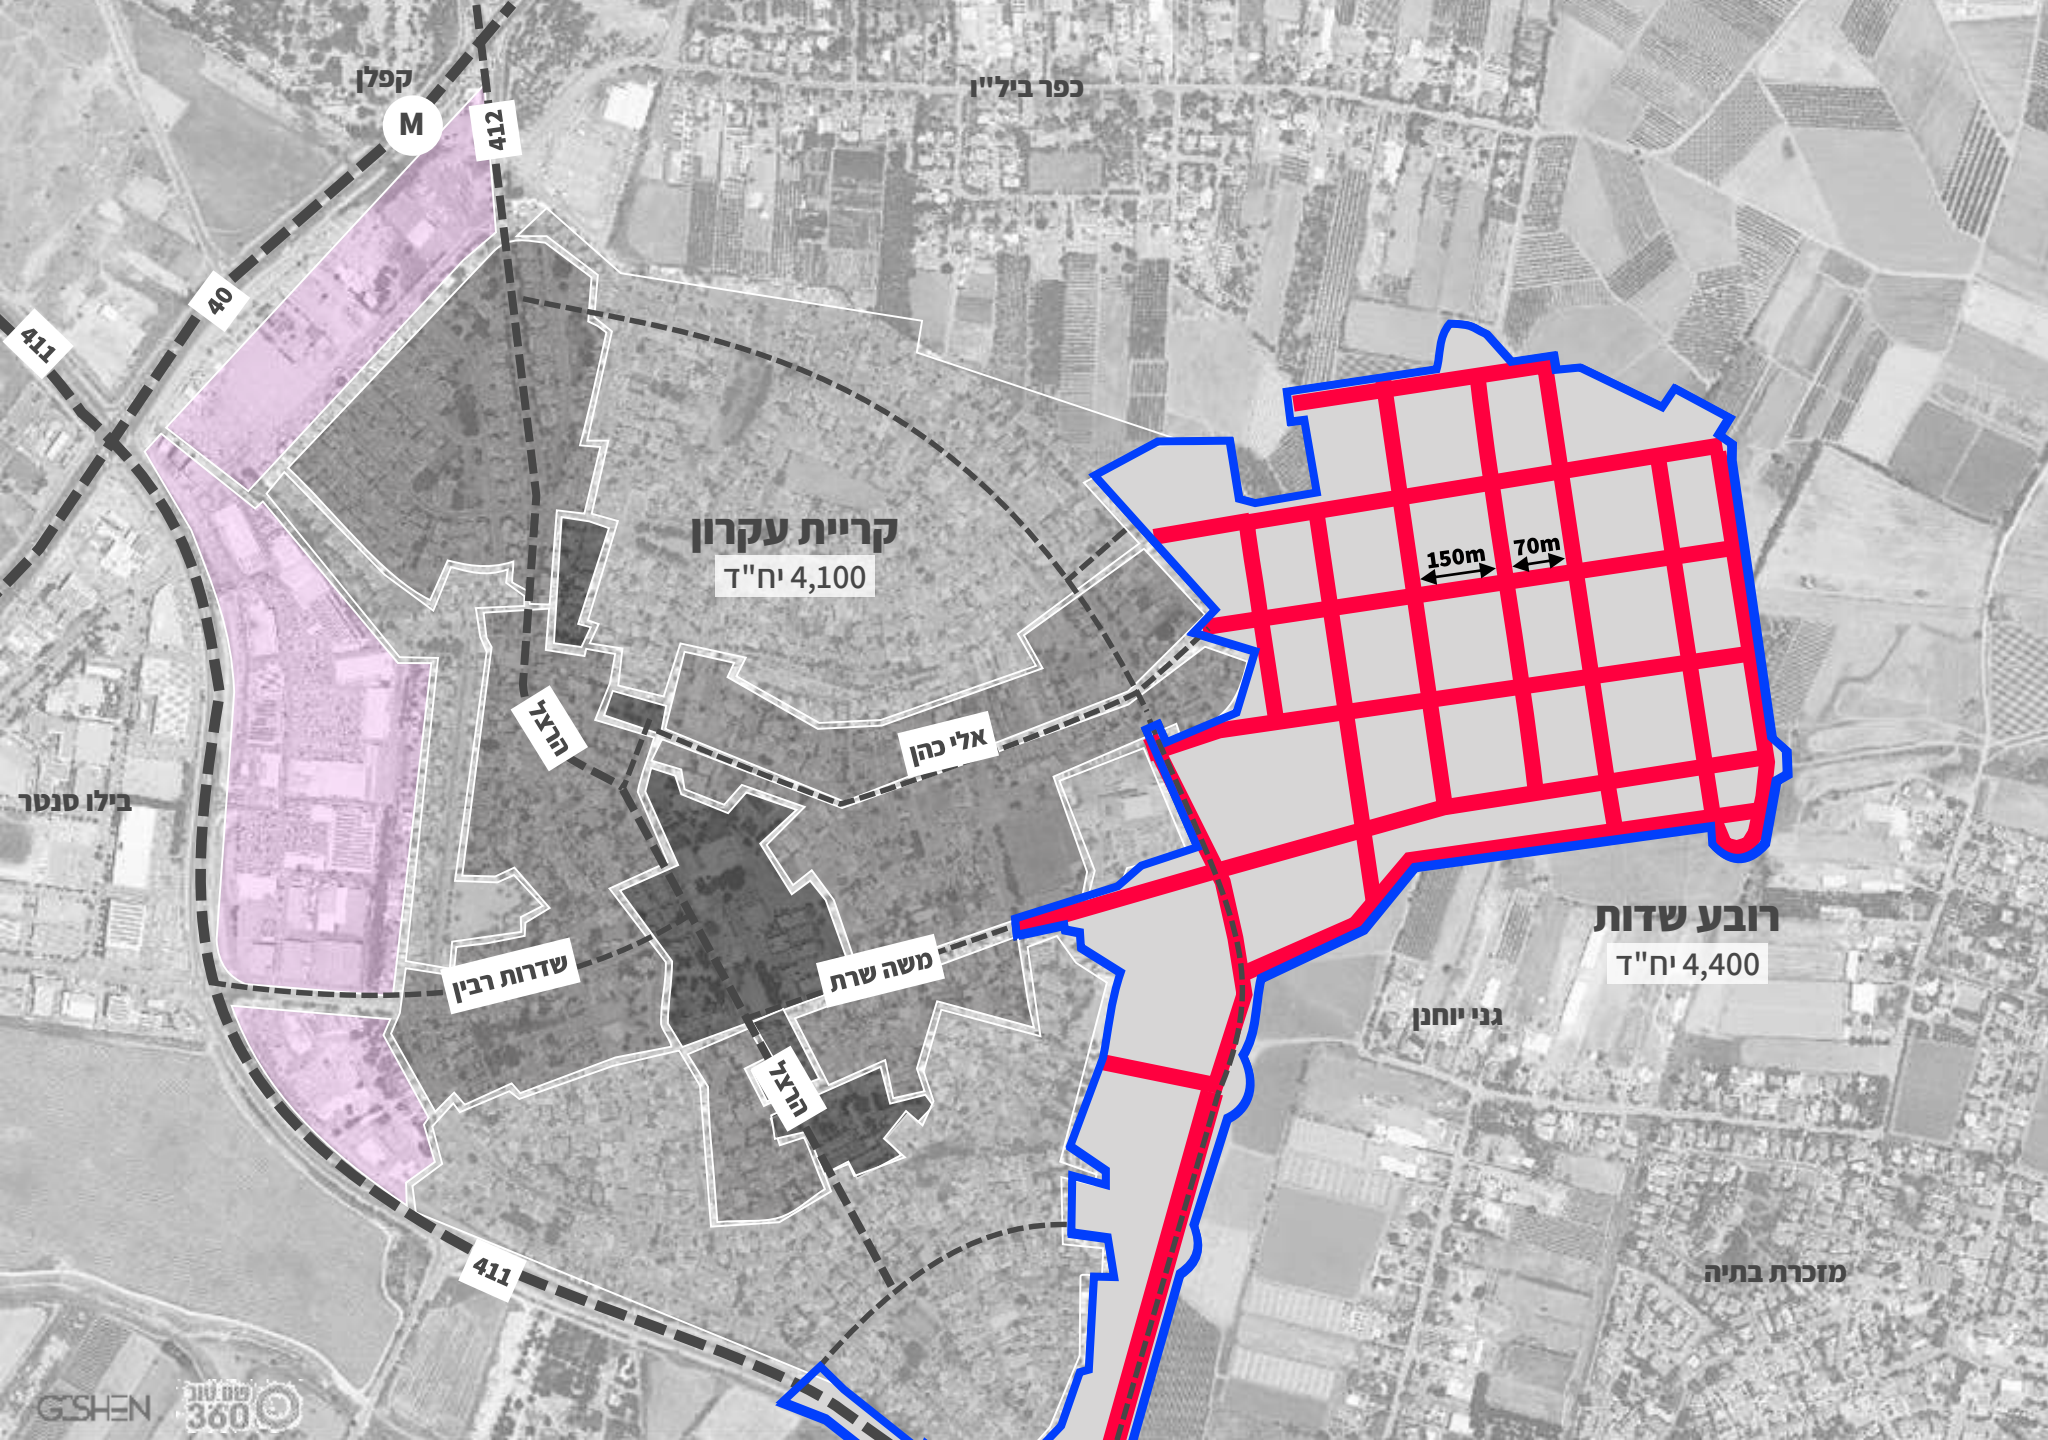 קפלן
M
412
כפר ביל"ו
40
411
קריית עקרון
4,100 יח"ד
150m
70m
הרצל
אלי כהן
בילו סנטר
שדרות רבין
משה שרת
רובע שדות
4,400 יח"ד
גני יוחנן
הרצל
411
מזכרת בתיה
GOSHEN
360